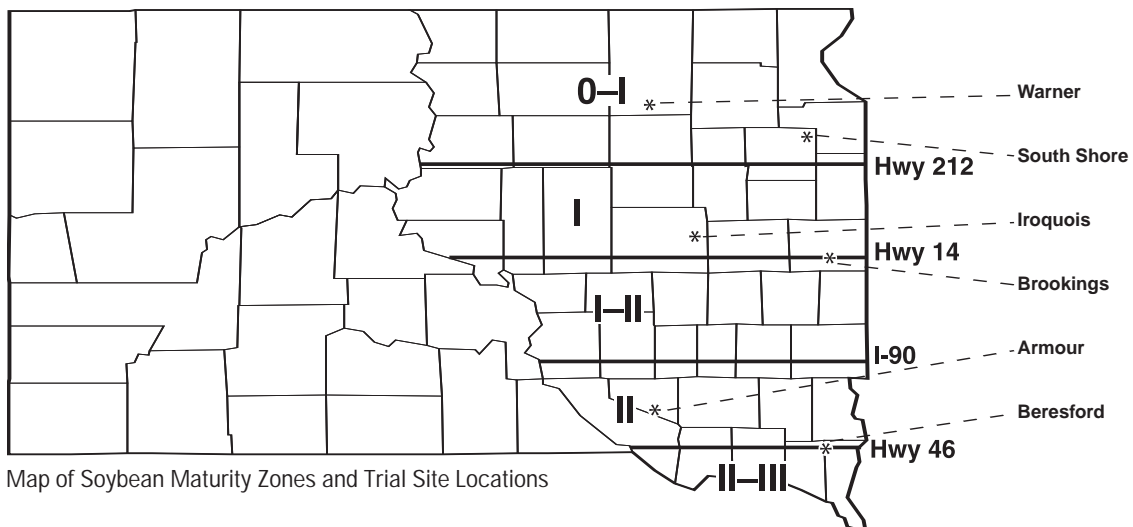 0–I
Warner
South Shore
Hwy 212
I
Iroquois
Hwy 14
Brookings
I–II
Armour
I-90
II
Beresford
Hwy 46
II–III
Map of Soybean Maturity Zones and Trial Site Locations